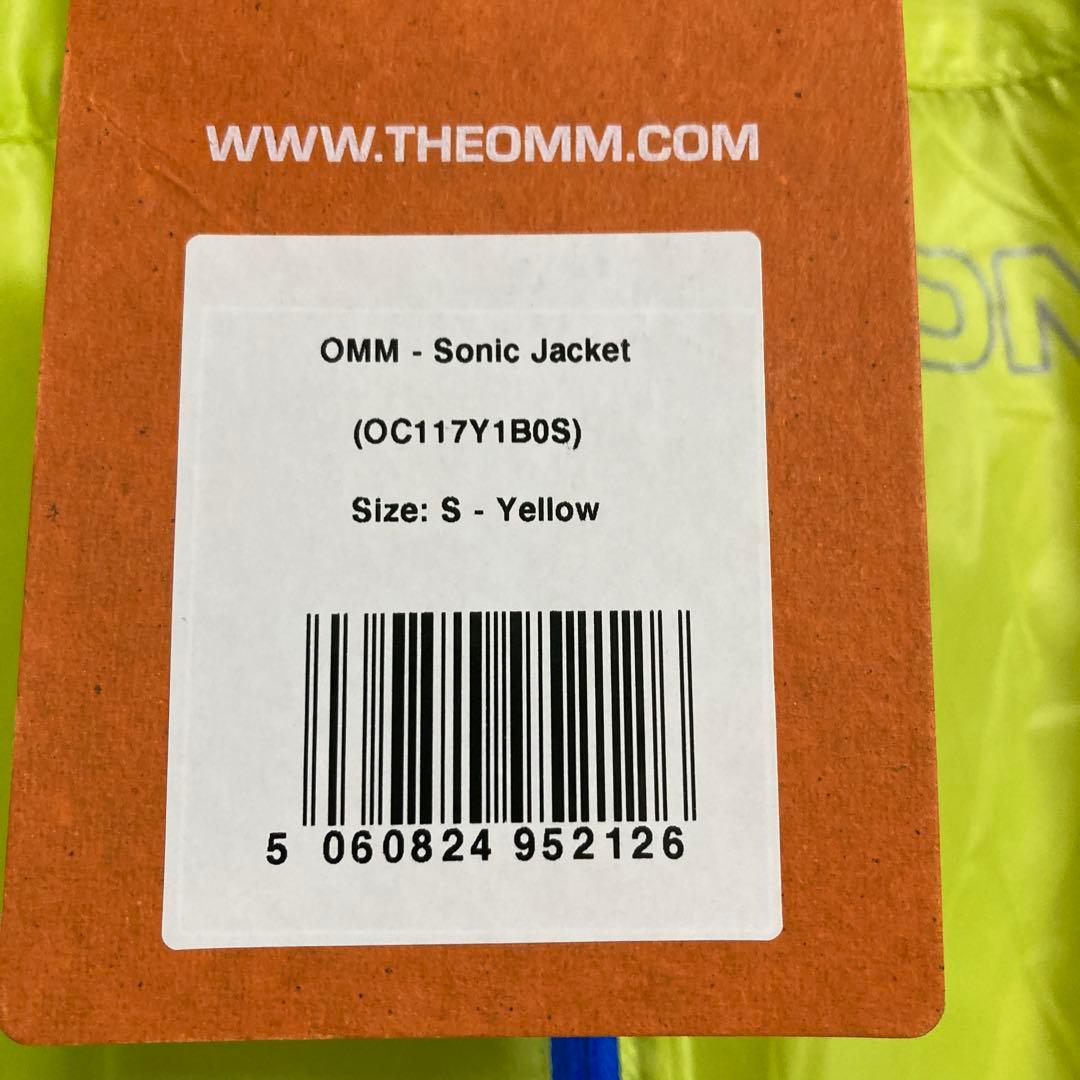 WWW.THEOMM.COM
OMM - Sonic Jacket
(OC117Y1B0S)
Size: S - Yellow
5 060824 952126